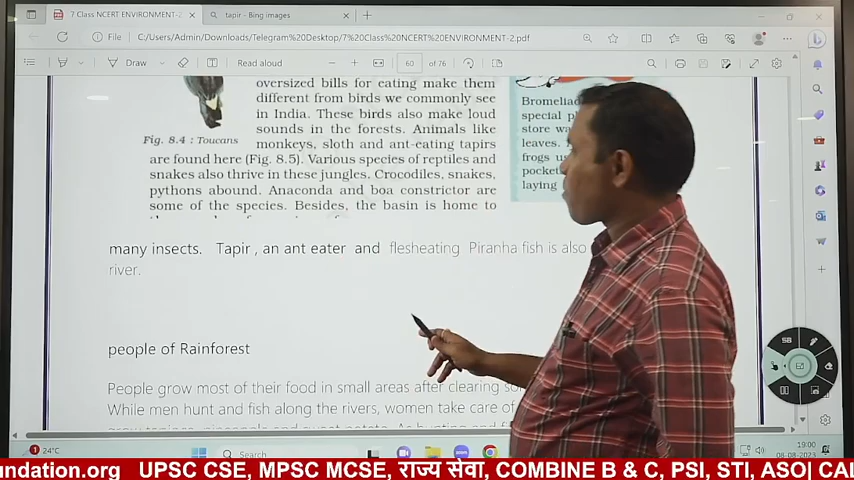 7 Class NCERT ENVIRONMENT-2
tapir - Bing images
File
C:/Users/Admin/Downloads/Telegram%20Desktop/7%20Class%20NCERT%20ENVIRONMENT-2.pdf
Draw
Read aloud
60 of 76
oversized bills for eating make them
different from birds we commonly see
in India. These birds also make loud
Fig. 8.4 : Toucans
sounds in the forests. Animals like
monkeys, sloth and ant-eating tapirs
are found here (Fig. 8.5). Various species of reptiles and
snakes also thrive in these jungles. Crocodiles, snakes,
pythons abound. Anaconda and boa constrictor are
some of the species. Besides, the basin is home to
Bromeliad
special
store
leaves.
frogs
pocket
laying
many insects. Tapir , an ant eater and flesheating Piranha fish is also
river.
people of Rainforest
People grow most of their food in small areas after clearing
While men hunt and fish along the rivers, women take care of
SB
1 24°C
Search
19:00
08-08-2023
undation.org UPSC CSE, MPSC MCSE, राज्य सेवा, COMBINE B & C, PSI, STI, ASO| CAL